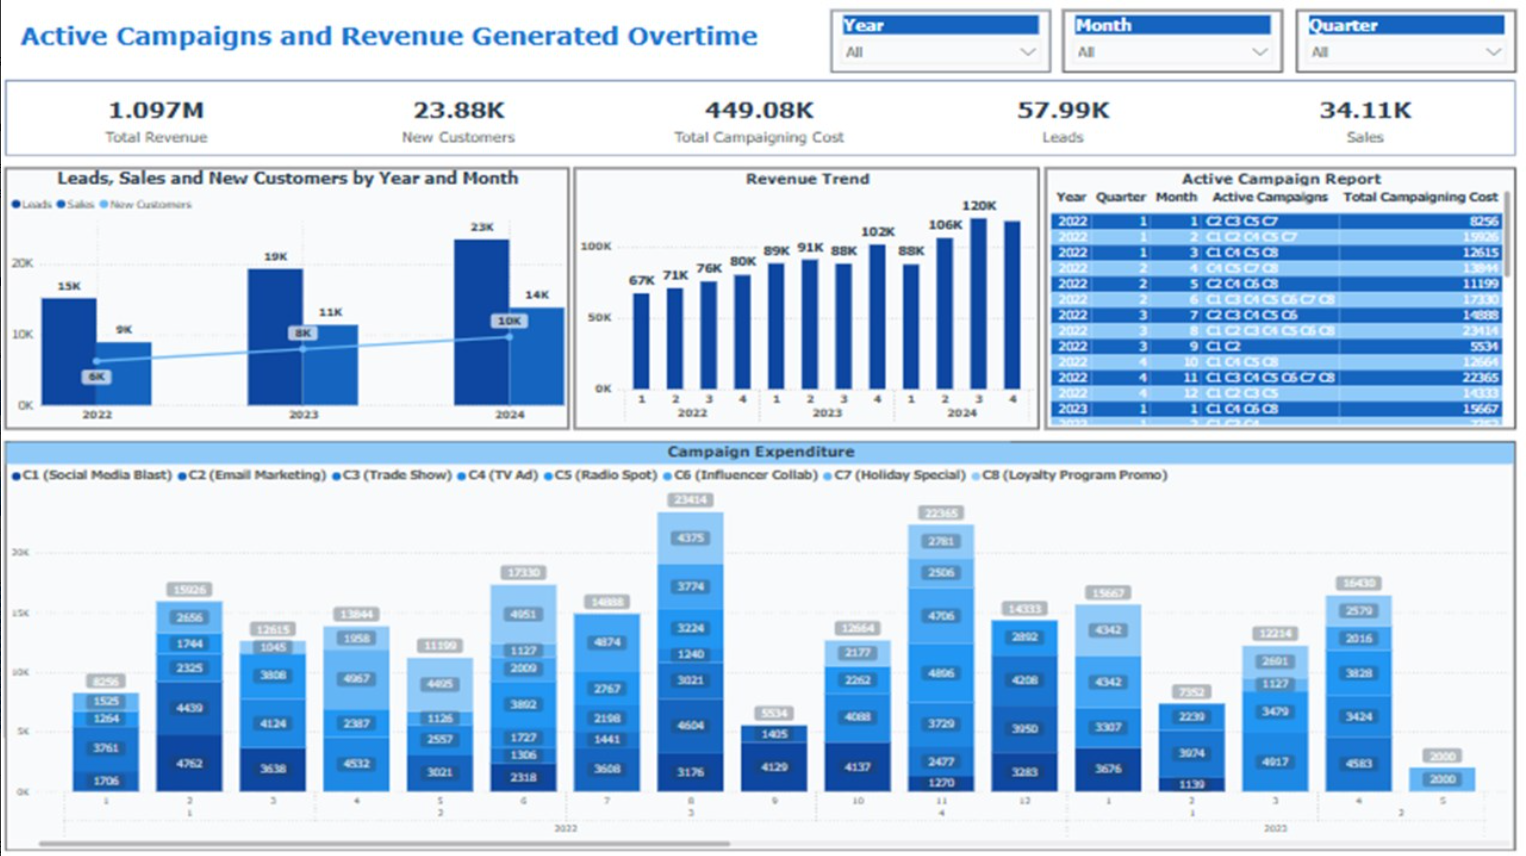 Active Campaigns and Revenue Generated Overtime
Year
All
Month
All
Quarter
All
1.097M
Total Revenue
23.88K
New Customers
449.08K
Total Campaigning Cost
57.99K
Leads
34.11K
Sales
Leads, Sales and New Customers by Year and Month
Leads Sales New Customers
20K
10K
0K
15K
9K
6K
19K
11K
8K
23K
14K
10K
2022 2023 2024
Revenue Trend
100K
50K
0K
67K 71K 76K 80K 89K 91K 88K 102K 88K 106K 120K
1 2 3 4 1 2 3 4 1 2 3 4
2022 2023 2024
Active Campaign Report
Year Quarter Month Active Campaigns Total Campaigning Cost
2022 1 1 C2 C3 C5 C7 8256
2022 1 2 C1 C2 C4 C5 C7 15926
2022 1 3 C1 C4 C5 C8 12615
2022 2 4 C4 C5 C7 C8 13844
2022 2 5 C2 C4 C6 C8 11199
2022 2 6 C1 C3 C4 C5 C6 C7 C8 17330
2022 3 7 C2 C3 C4 C5 C6 14888
2022 3 8 C1 C2 C3 C4 C5 C6 C8 23414
2022 3 9 C1 C2 5534
2022 4 10 C1 C4 C5 C8 12664
2022 4 11 C1 C3 C4 C5 C6 C7 C8 22365
2022 4 12 C1 C2 C3 C5 14333
2023 1 1 C1 C4 C6 C8 15667
Campaign Expenditure
C1 (Social Media Blast) C2 (Email Marketing) C3 (Trade Show) C4 (TV Ad) C5 (Radio Spot) C6 (Influencer Collab) C7 (Holiday Special) C8 (Loyalty Program Promo)
20K
15K
10K
5K
0K
8256
1525
1264
3761
1706
15926
2656
1744
2325
4439
4762
12615
1045
3808
4124
3638
13844
1958
4967
2387
4532
11199
4495
1126
2557
3021
17330
4951
1127
2009
3892
1727
1306
2318
14888
4874
2767
2198
1441
3608
23414
4375
3774
3224
1240
3021
4604
3176
5534
1405
4129
12664
2177
2262
4088
4137
22365
2781
2506
4706
4896
3729
2477
1270
14333
2892
4208
3950
3283
15667
4342
4342
3307
3676
7352
2239
3974
1139
12214
2691
1127
3479
4917
16430
2579
2016
3828
3424
4583
2000
2000
1 2 3 4 5 6 7 8 9 10 11 12 1 2 3 4 5
1 2 3 4 1 2
2022 2023